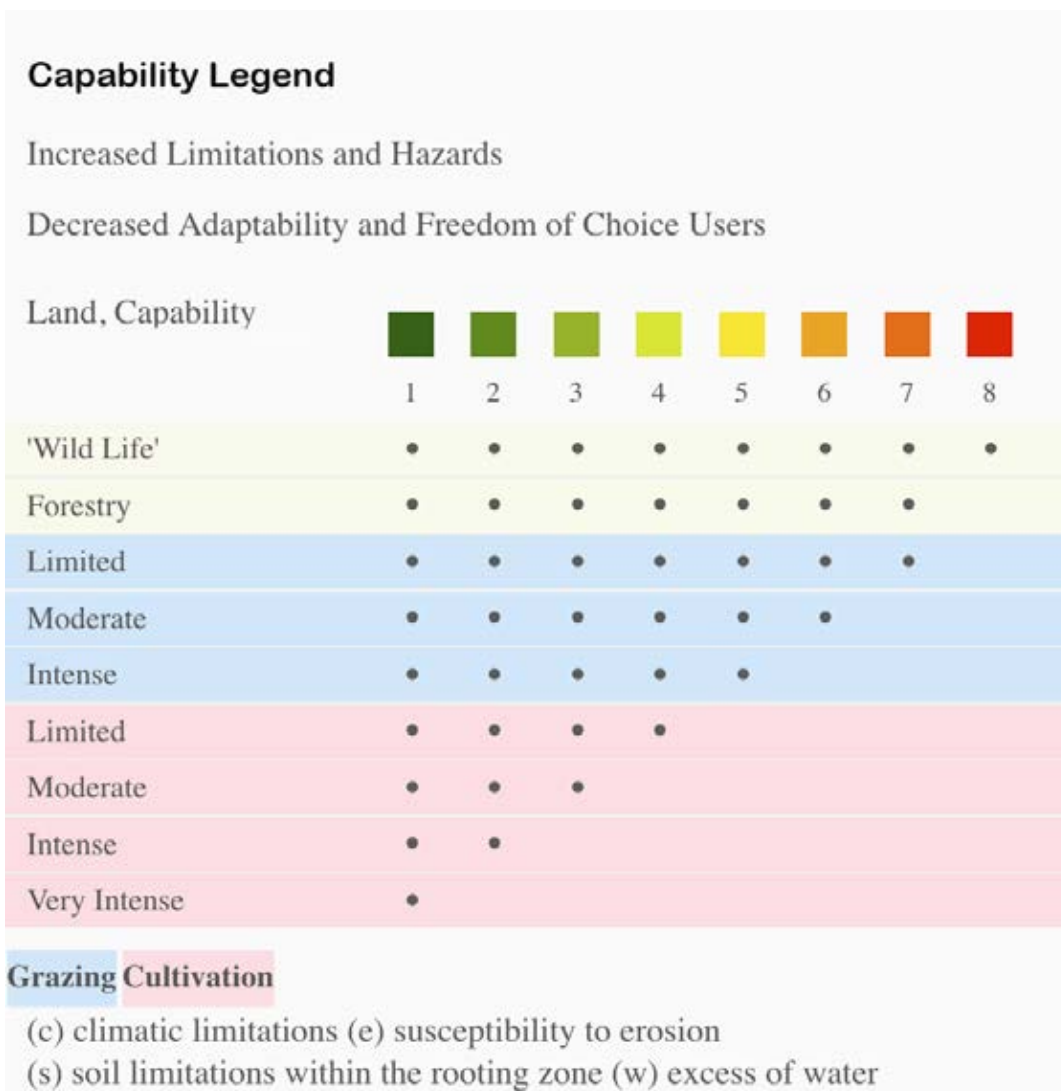 Capability Legend
Increased Limitations and Hazards
Decreased Adaptability and Freedom of Choice Users
Land, Capability
1 2 3 4 5 6 7 8
'Wild Life'
Forestry
Limited
Moderate
Intense
Limited
Moderate
Intense
Very Intense
Grazing Cultivation
(c) climatic limitations (e) susceptibility to erosion
(s) soil limitations within the rooting zone (w) excess of water